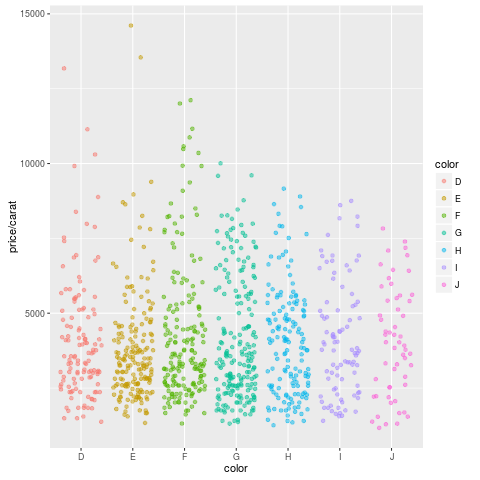 15000
10000
5000
price/carat
D E F G H I J
color
color
D
E
F
G
H
I
J